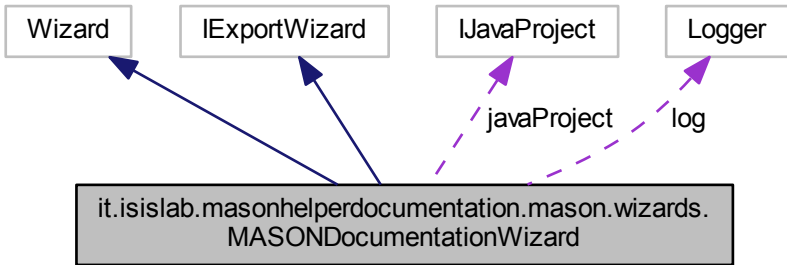 Wizard
IExportWizard
IJavaProject
Logger
javaProject
log
it.isislab.masonhelperdocumentation.mason.wizards.
MASONDocumentationWizard